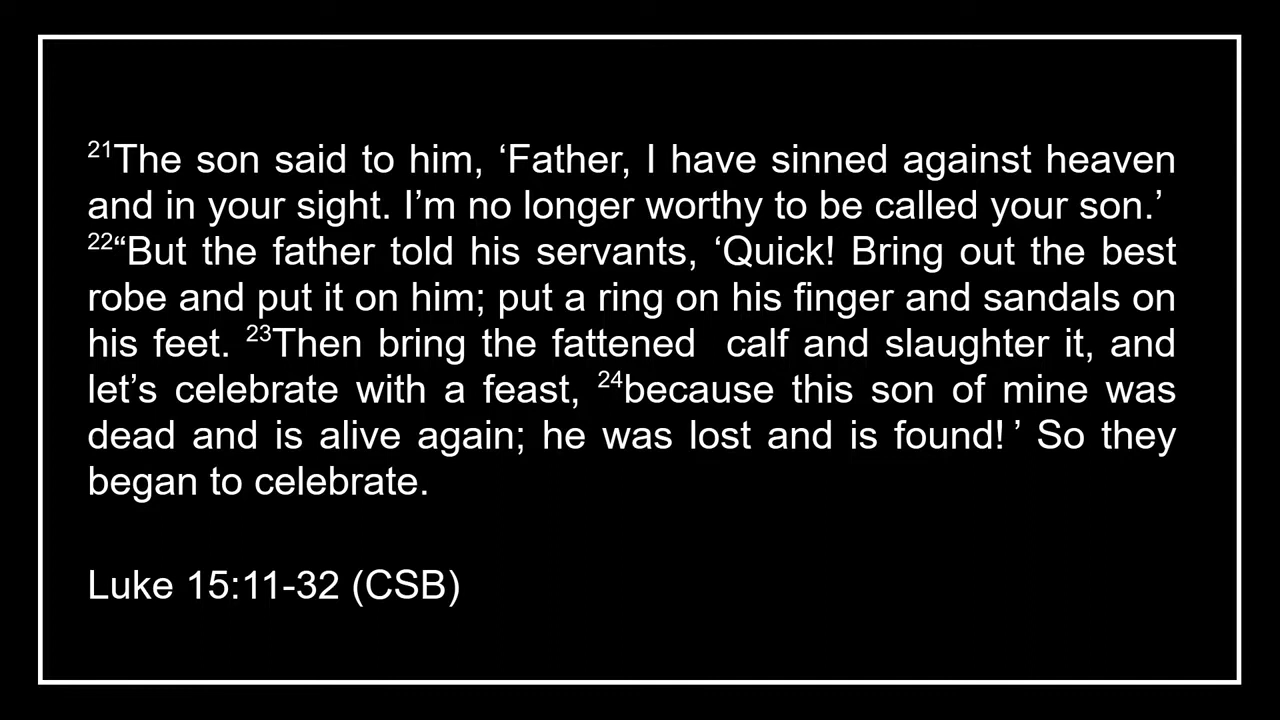 ²¹The son said to him, ‘Father, I have sinned against heaven
and in your sight. I’m no longer worthy to be called your son.’
²²“But the father told his servants, ‘Quick! Bring out the best
robe and put it on him; put a ring on his finger and sandals on
his feet. ²³Then bring the fattened  calf and slaughter it, and
let’s celebrate with a feast, ²⁴because this son of mine was
dead and is alive again; he was lost and is found! ’ So they
began to celebrate.
Luke 15:11-32 (CSB)